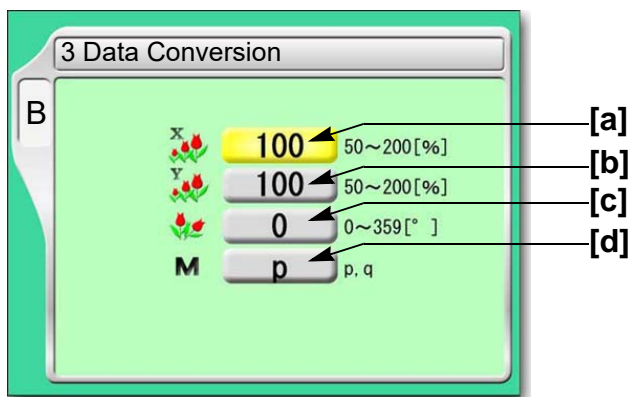 3 Data Conversion
B
X 100 50～200[%] [a]
Y 100 50～200[%] [b]
0 0～359[° ] [c]
M p p, q [d]